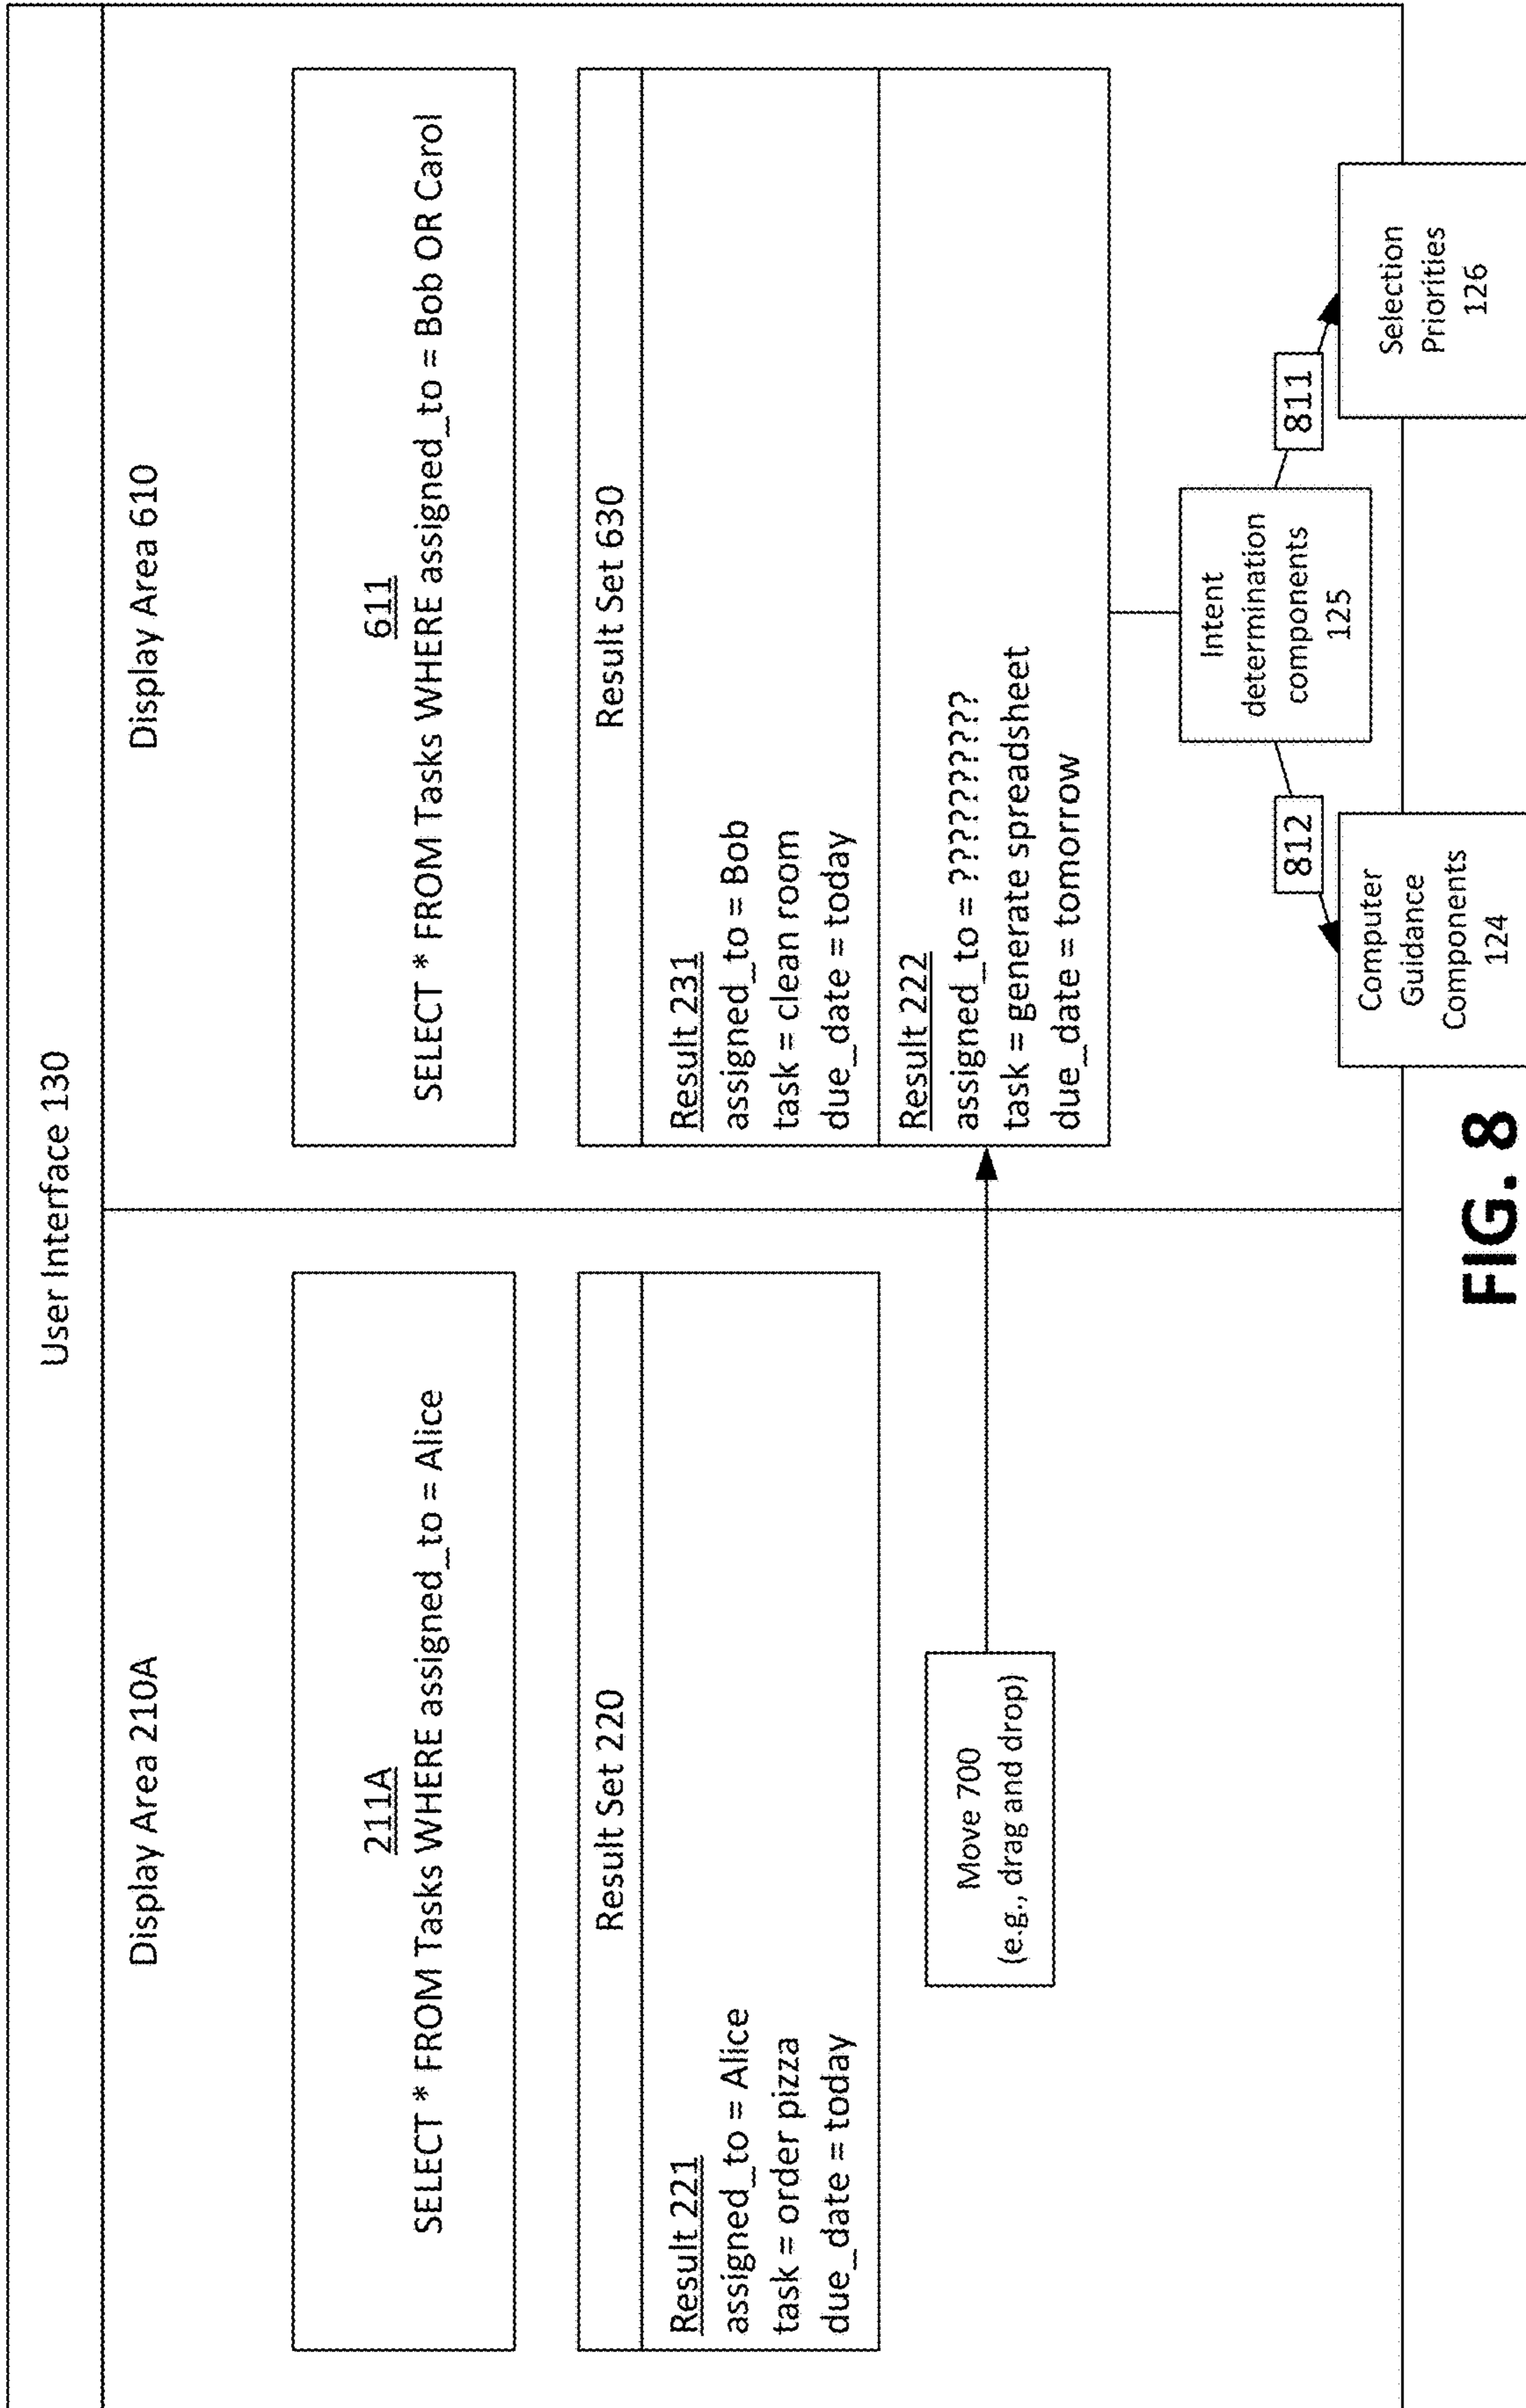 User Interface 130
Display Area 210A
211A
SELECT * FROM Tasks WHERE assigned_to = Alice
Result Set 220
Result 221
assigned_to = Alice
task = order pizza
due_date = today
Move 700
(e.g., drag and drop)
Display Area 610
611
SELECT * FROM Tasks WHERE assigned_to = Bob OR Carol
Result Set 630
Result 231
assigned_to = Bob
task = clean room
due_date = today
Result 222
assigned_to = ??????????
task = generate spreadsheet
due_date = tomorrow
Intent
determination
components
125
812
811
Computer
Guidance
Components
124
Selection
Priorities
126
FIG. 8